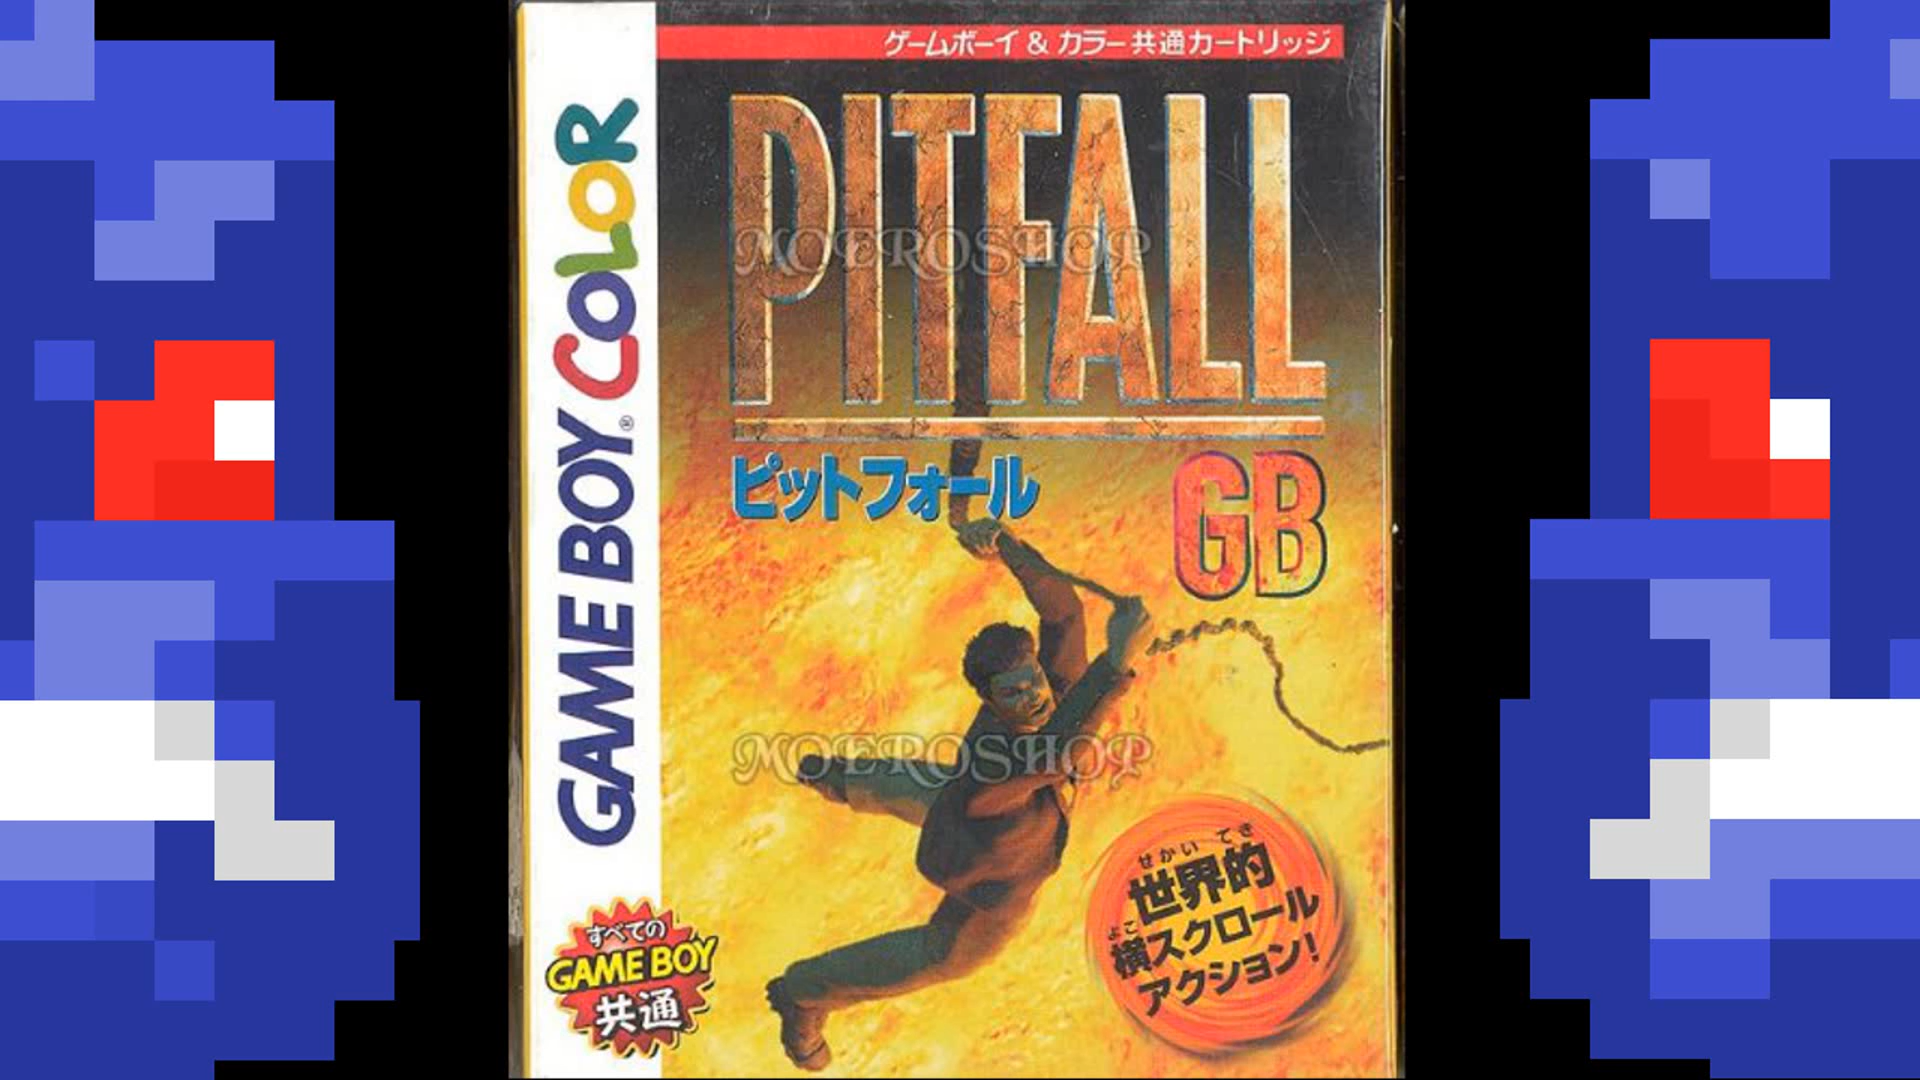 ゲームボーイ & カラー共通カートリッジ
PITFALL
MOEROSHOP
ピットフォール
GB
GAME BOY® COLOR
MOEROSHOP
せかいてき
世界的
よこ
横スクロール
アクション!
すべての
GAME BOY
共通